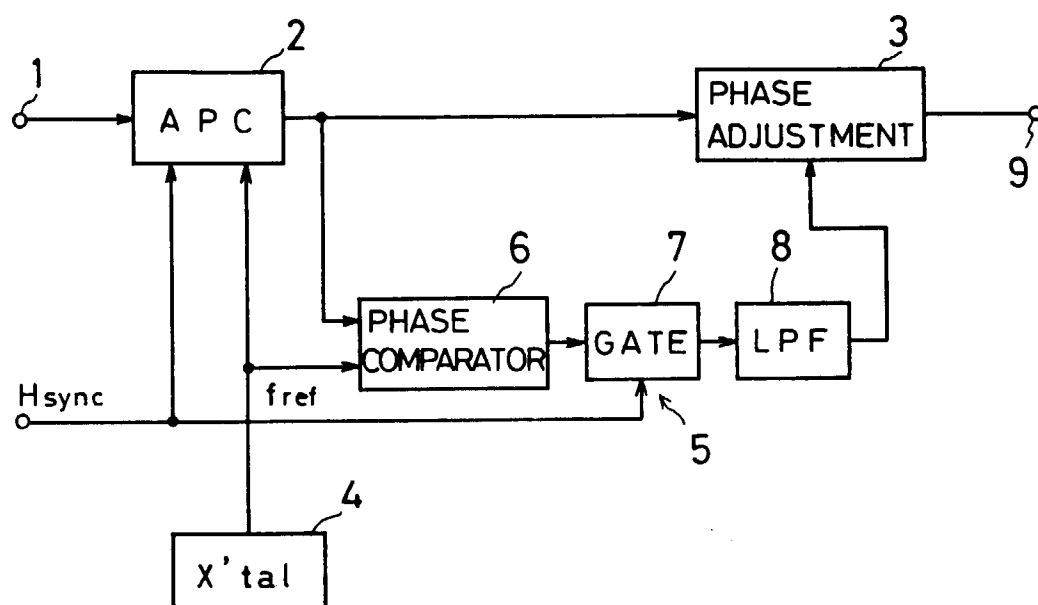 1
2
A P C
3
PHASE
ADJUSTMENT
9
6
PHASE
COMPARATOR
7
GATE
8
LPF
Hsync
fref
5
4
X'tal